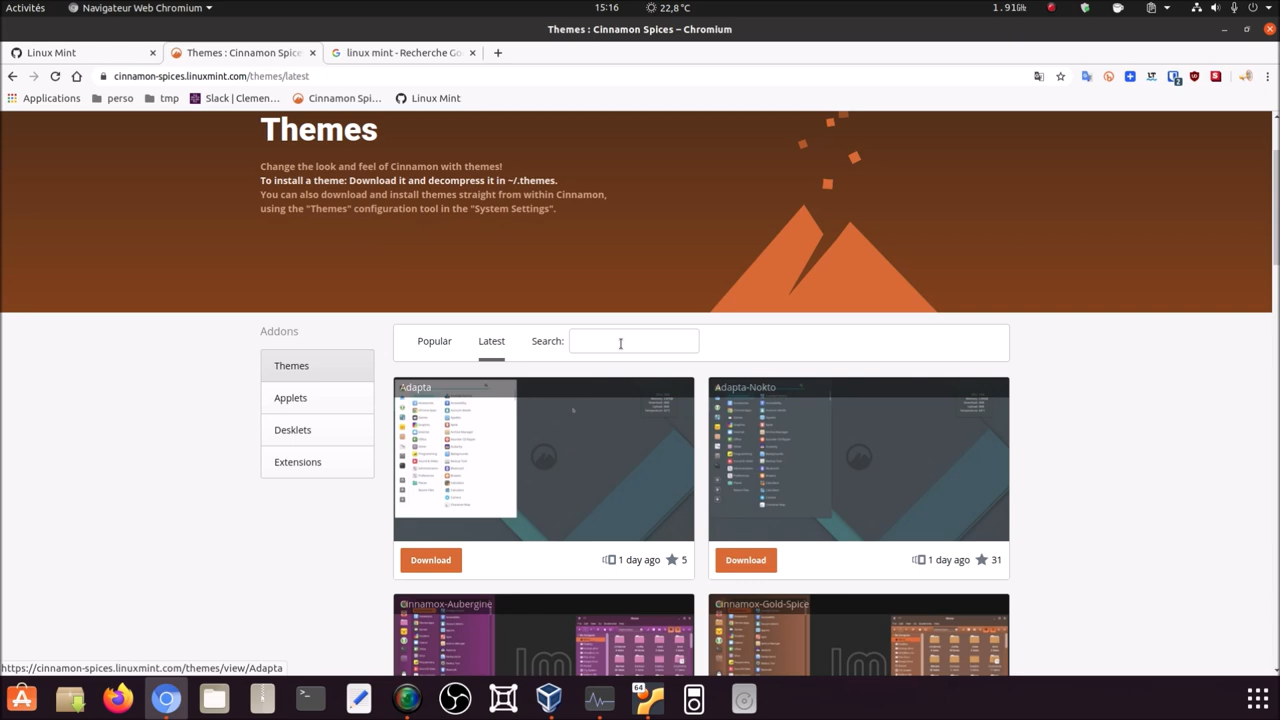 Activités
Navigateur Web Chromium
15:16
22,8 °C
1.91GHz
Themes : Cinnamon Spices – Chromium
Linux Mint
Themes : Cinnamon Spice
linux mint - Recherche Go
cinnamon-spices.linuxmint.com/themes/latest
Applications
perso
tmp
Slack | Clemen...
Cinnamon Spi...
Linux Mint
Themes
Change the look and feel of Cinnamon with themes!
To install a theme: Download it and decompress it in ~/.themes.
You can also download and install themes straight from within Cinnamon,
using the "Themes" configuration tool in the "System Settings".
Addons
Themes
Applets
Desklets
Extensions
Popular
Latest
Search:
Adapta
Adapta-Nokto
Download
1 day ago
5
Download
1 day ago
31
Cinnamox-Aubergine
Cinnamox-Gold-Spice
https://cinnamon-spices.linuxmint.com/themes/view/Adapta
64